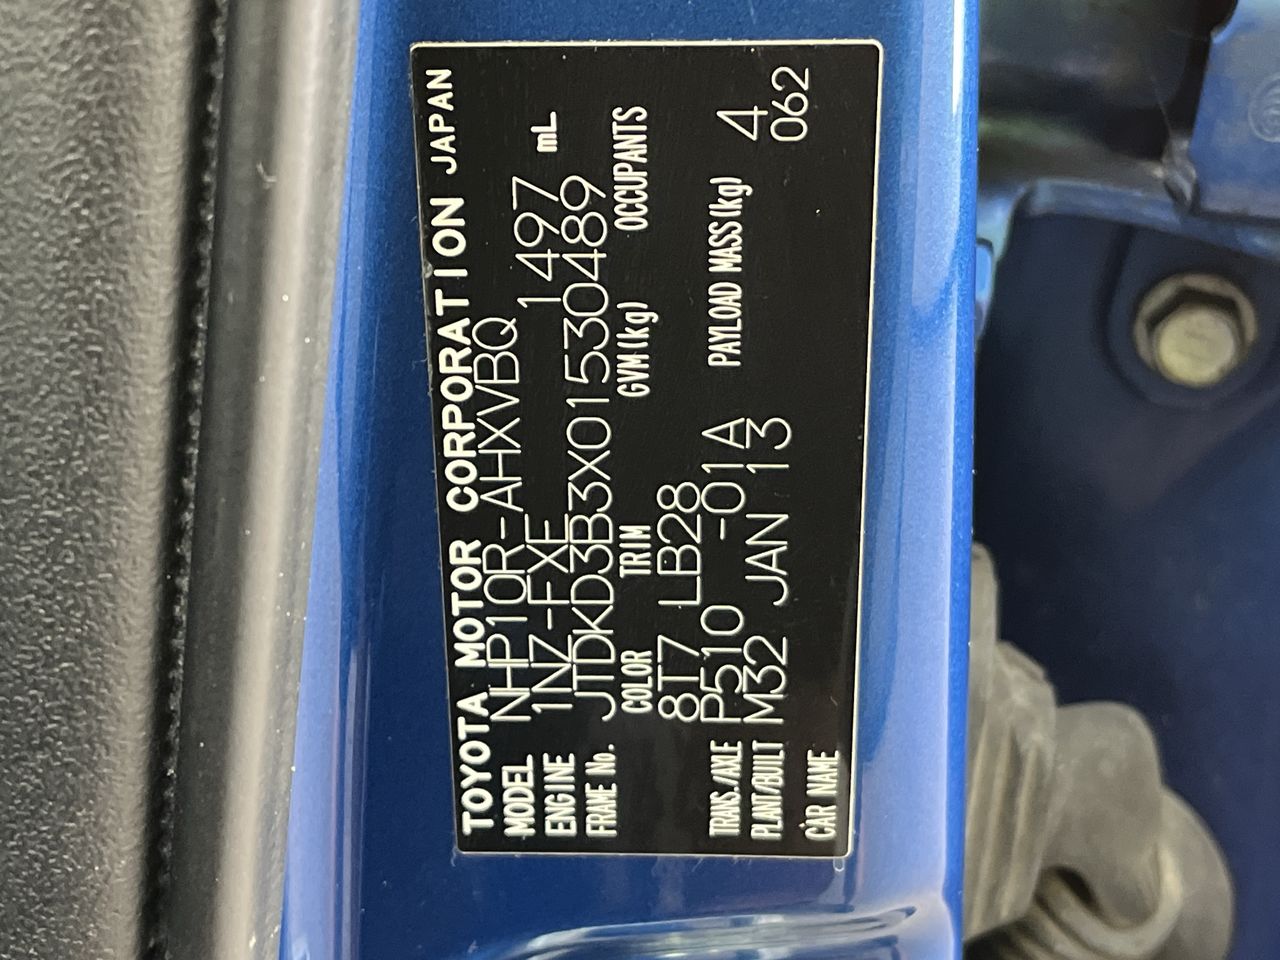 TOYOTA MOTOR CORPORATION JAPAN
MODEL NHP10R-AHXVBQ
ENGINE 1NZ-FXE 1497 mL
FRAME No. JTDKD3B3X01530489
COLOR TRIM GVM(kg) OCCUPANTS
8T7 LB28
TRANS./AXLE P510 -01A PAYLOAD MASS(kg) 4
PLANT/BUILT M32 JAN 13 062
CAR NAME